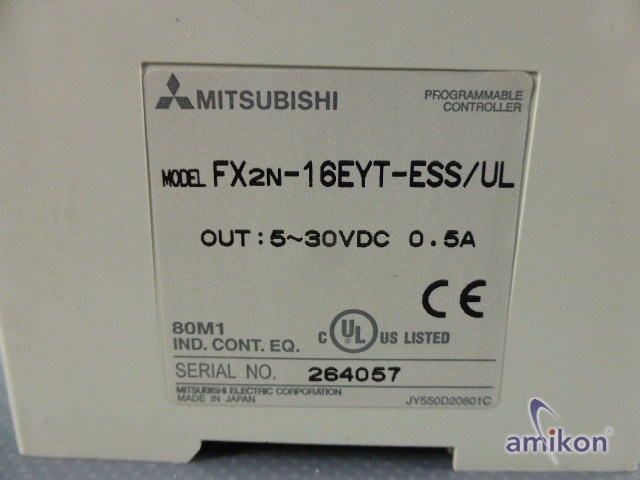 MITSUBISHI
PROGRAMMABLE
CONTROLLER
MODEL FX2N-16EYT-ESS/UL
OUT : 5~30VDC 0.5A
CE
80M1
IND. CONT. EQ.
C UL US LISTED
SERIAL NO. 264057
MITSUBISHI ELECTRIC CORPORATION
MADE IN JAPAN
JY550D20801C
amikon